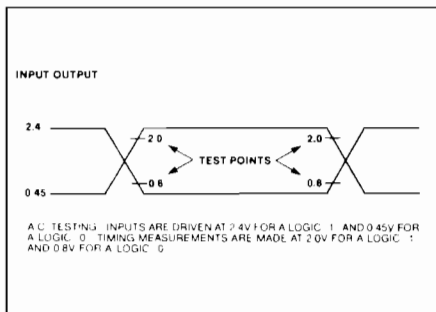 INPUT OUTPUT
2.4
2.0 2.0
TEST POINTS
0.8 0.8
0.45
A C TESTING INPUTS ARE DRIVEN AT 2.4V FOR A LOGIC 1 AND 0.45V FOR
A LOGIC 0 TIMING MEASUREMENTS ARE MADE AT 2.0V FOR A LOGIC 1
AND 0.8V FOR A LOGIC 0